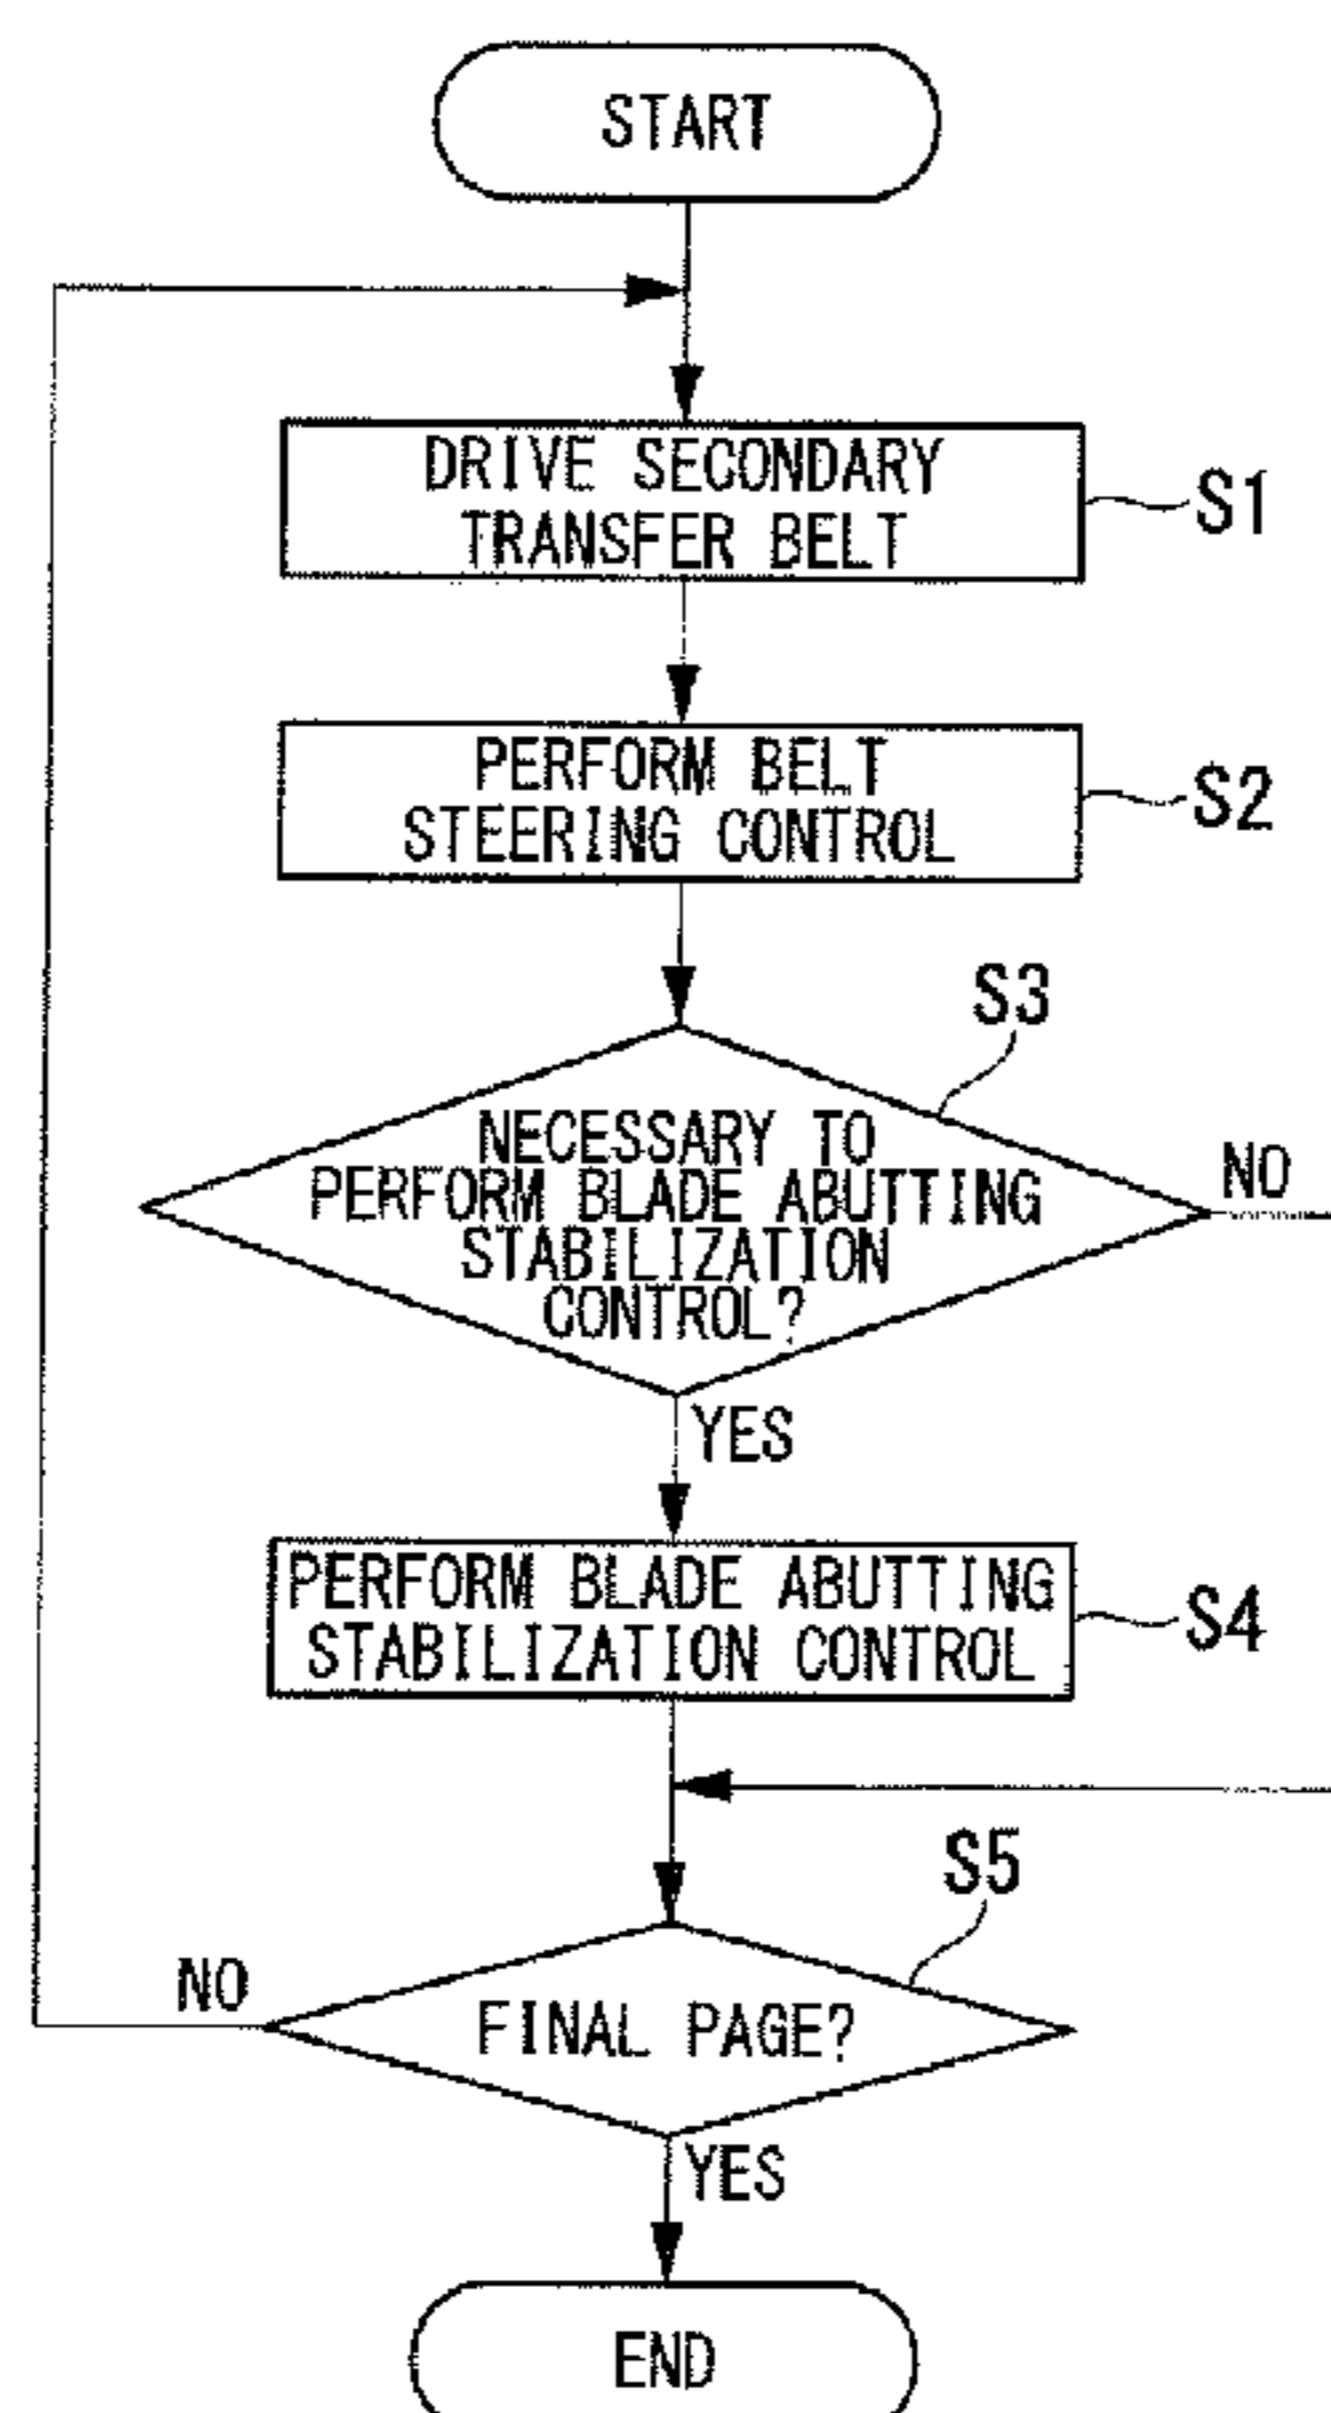 START
DRIVE SECONDARY
TRANSFER BELT
S1
PERFORM BELT
STEERING CONTROL
S2
S3
NECESSARY TO
PERFORM BLADE ABUTTING
STABILIZATION
CONTROL?
NO
YES
PERFORM BLADE ABUTTING
STABILIZATION CONTROL
S4
S5
NO
FINAL PAGE?
YES
END